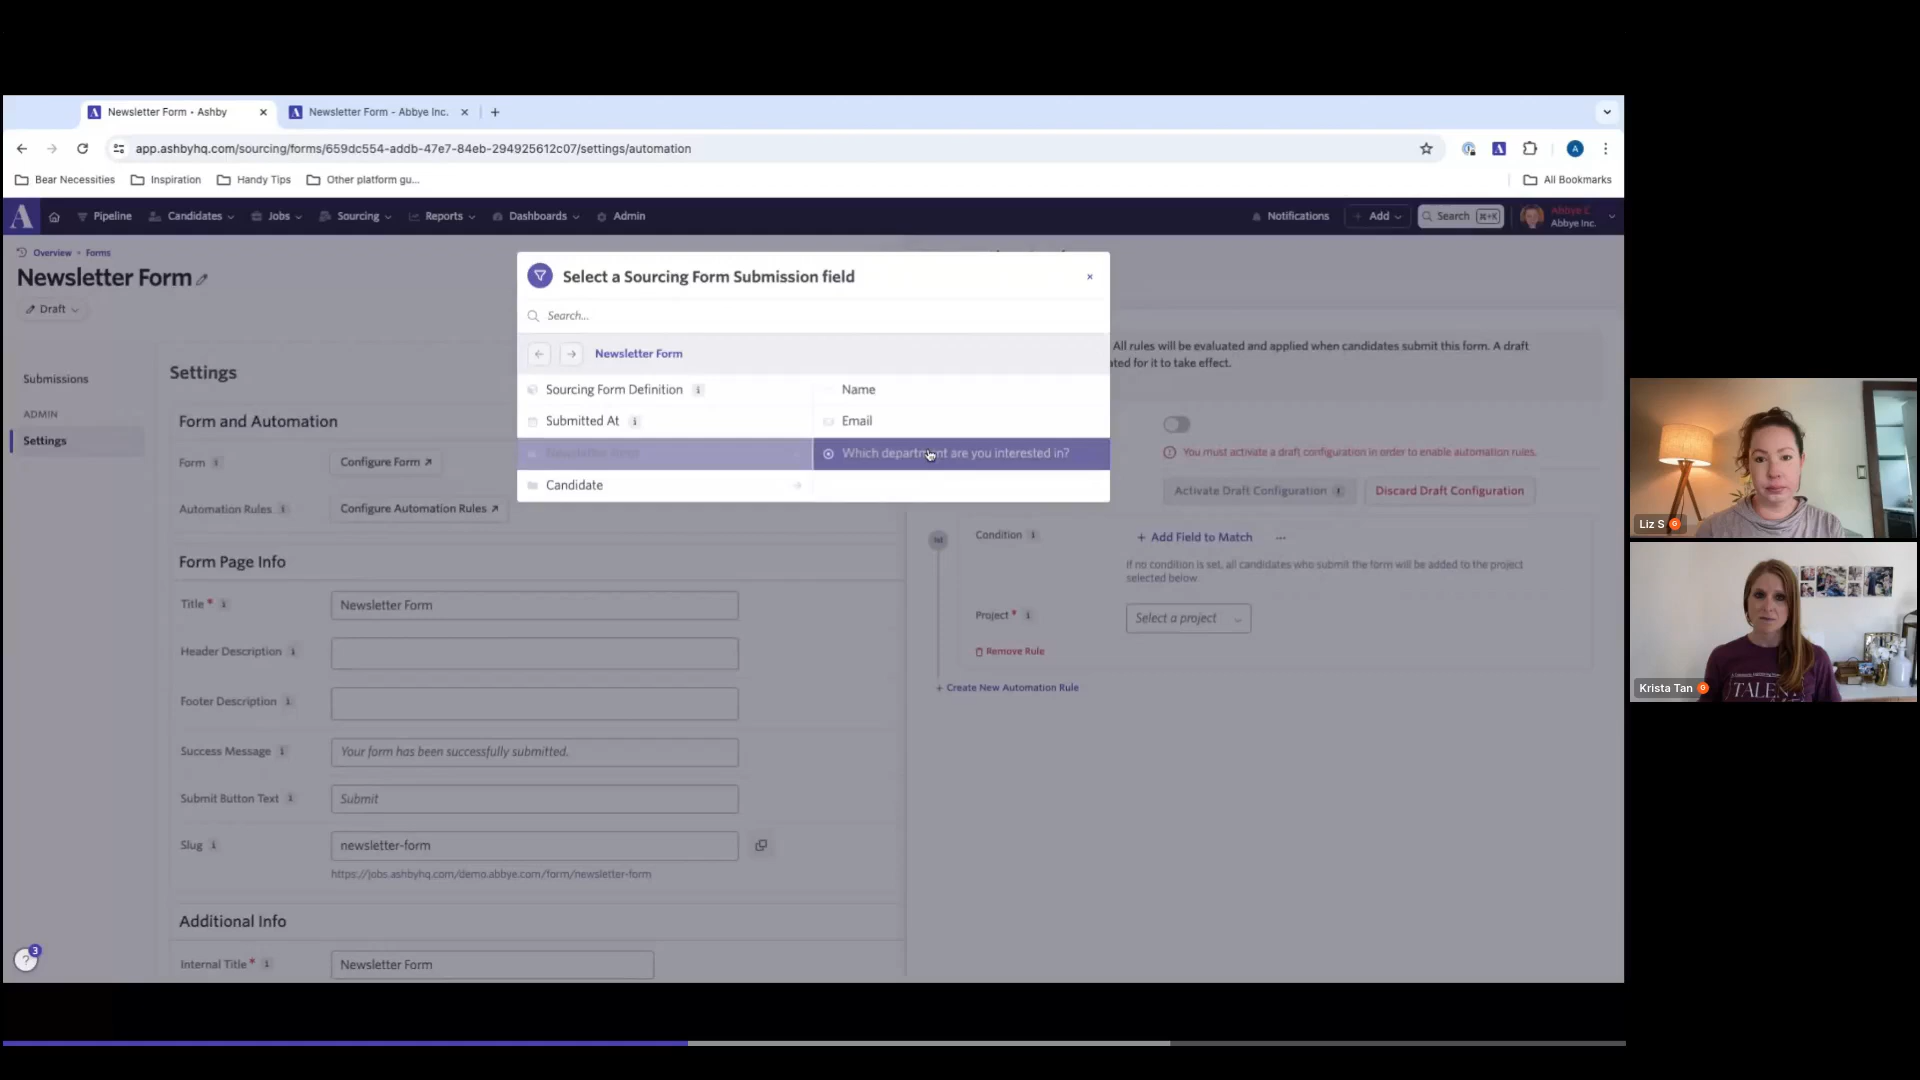 Newsletter Form • Ashby
Newsletter Form - Abbye Inc.
app.ashbyhq.com/sourcing/forms/659dc554-addb-47e7-84eb-294925612c07/settings/automation
Bear Necessities
Inspiration
Handy Tips
Other platform gu...
All Bookmarks
Pipeline
Candidates
Jobs
Sourcing
Reports
Dashboards
Admin
Notifications
+ Add
Search ⌘+K
Abbye C.
Abbye Inc.
Overview • Forms
Newsletter Form
Draft
Submissions
ADMIN
Settings
Settings
Form and Automation
Form
Configure Form ↗
Automation Rules
Configure Automation Rules ↗
Form Page Info
Title *
Newsletter Form
Header Description
Footer Description
Success Message
Your form has been successfully submitted.
Submit Button Text
Submit
Slug
newsletter-form
https://jobs.ashbyhq.com/demo.abbye.com/form/newsletter-form
Additional Info
Internal Title *
Newsletter Form
3
Select a Sourcing Form Submission field
Search...
Newsletter Form
Sourcing Form Definition
Name
Submitted At
Email
Newsletter Form
Which department are you interested in?
Candidate
All rules will be evaluated and applied when candidates submit this form. A draft
ated for it to take effect.
You must activate a draft configuration in order to enable automation rules.
Activate Draft Configuration
Discard Draft Configuration
1st
Condition
+ Add Field to Match
If no condition is set, all candidates who submit the form will be added to the project
selected below.
Project *
Select a project
Remove Rule
+ Create New Automation Rule
Liz S
Krista Tan
TALEN